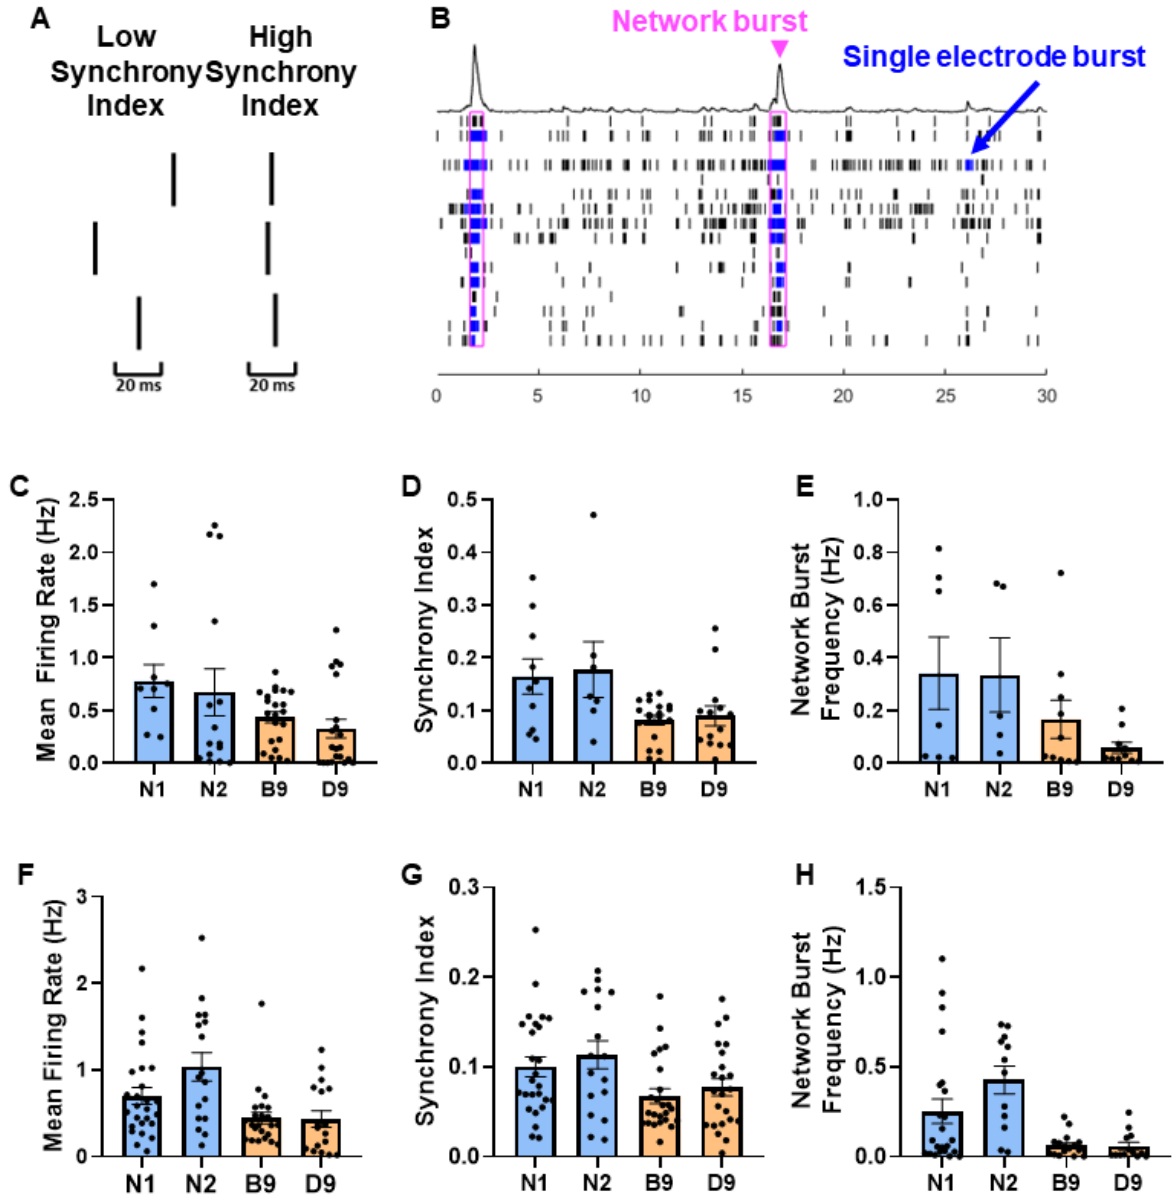 A
Low
Synchrony
Index
High
Synchrony
Index
20 ms
20 ms
B
Network burst
Single electrode burst
0 5 10 15 20 25 30
C
Mean Firing Rate (Hz)
2.5
2.0
1.5
1.0
0.5
0.0
N1 N2 B9 D9
D
Synchrony Index
0.5
0.4
0.3
0.2
0.1
0.0
N1 N2 B9 D9
E
Network Burst
Frequency (Hz)
1.0
0.8
0.6
0.4
0.2
0.0
N1 N2 B9 D9
F
Mean Firing Rate (Hz)
3
2
1
0
N1 N2 B9 D9
G
Synchrony Index
0.3
0.2
0.1
0.0
N1 N2 B9 D9
H
Network Burst
Frequency (Hz)
1.5
1.0
0.5
0.0
N1 N2 B9 D9